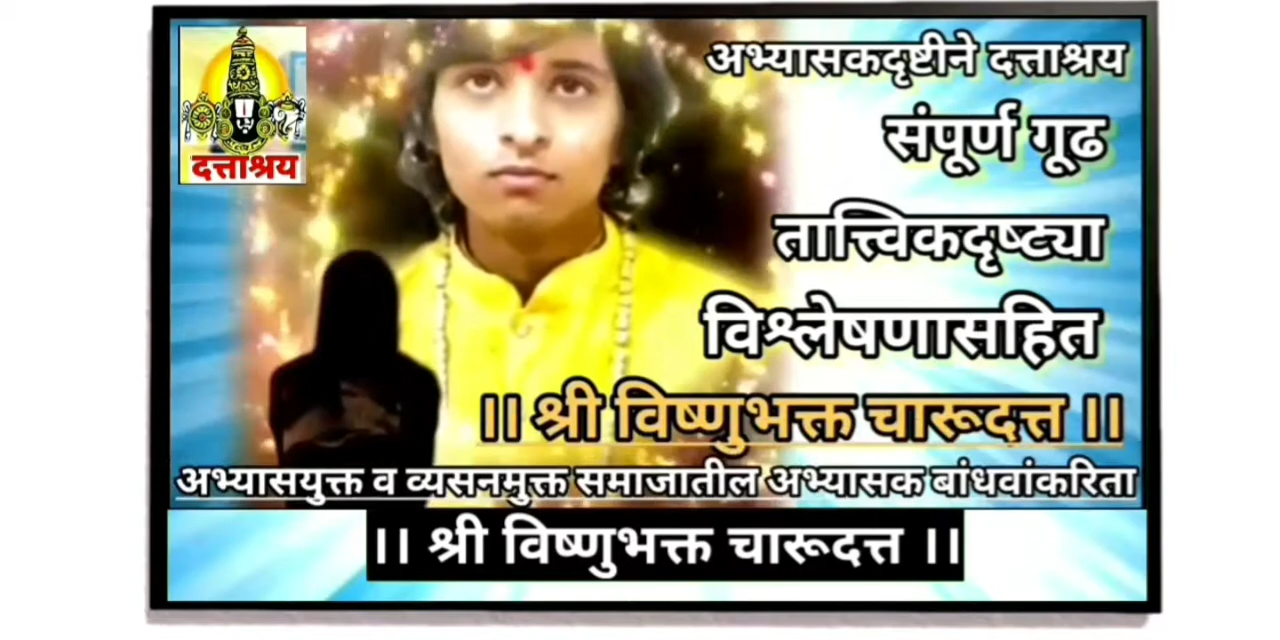 दत्ताश्रय
अभ्यासकदृष्टीने दत्ताश्रय
संपूर्ण गूढ
तात्त्विकदृष्ट्या
विश्लेषणासहित
।। श्री विष्णुभक्त चारूदत्त ।।
अभ्यासयुक्त व व्यसनमुक्त समाजातील अभ्यासक बांधवांकरिता
।। श्री विष्णुभक्त चारूदत्त ।।